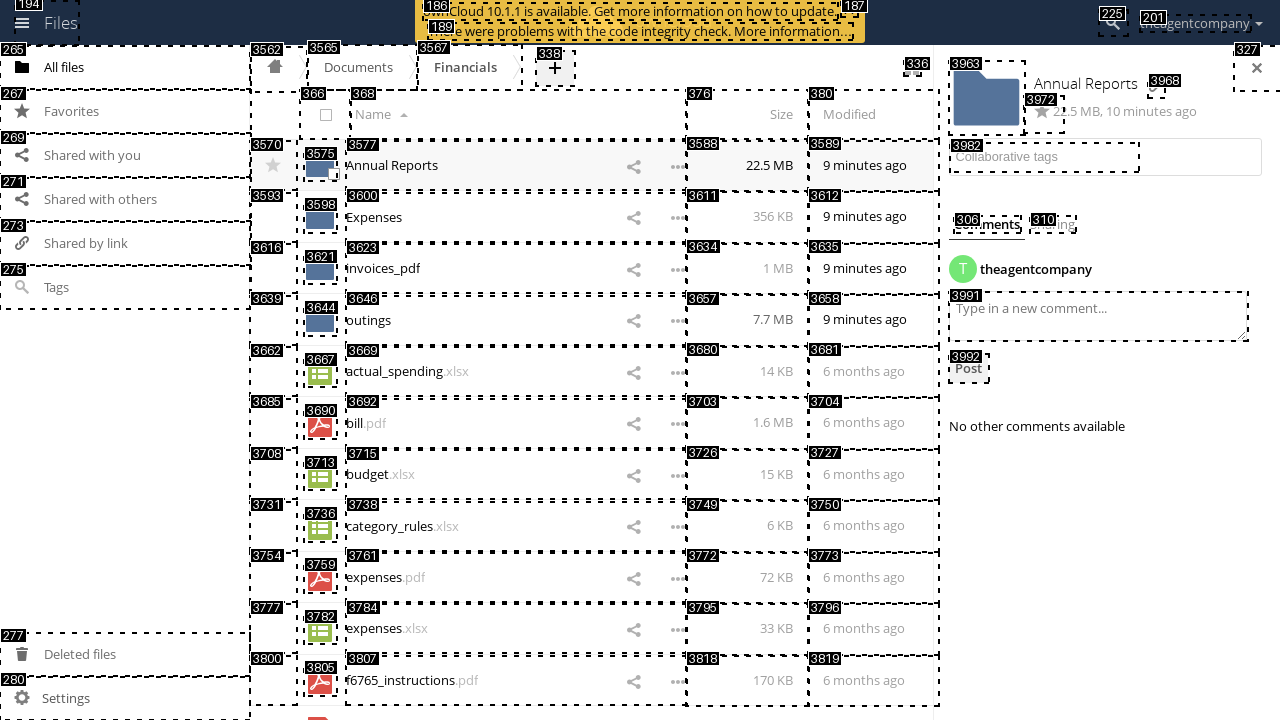 194
Files
186
ownCloud 10.1.1 is available. Get more information on how to update.
187
189
There were problems with the code integrity check. More information…
225
201
theagentcompany
265
All files
267
Favorites
269
Shared with you
271
Shared with others
273
Shared by link
275
Tags
277
Deleted files
280
Settings
3562
3565
Documents
3567
Financials
338
+
336
366
368
Name
376
Size
380
Modified
3570
3575
3577
Annual Reports
3588
22.5 MB
3589
9 minutes ago
3593
3598
3600
Expenses
3611
356 KB
3612
9 minutes ago
3616
3621
3623
invoices_pdf
3634
1 MB
3635
9 minutes ago
3639
3644
3646
outings
3657
7.7 MB
3658
9 minutes ago
3662
3667
3669
actual_spending.xlsx
3680
14 KB
3681
6 months ago
3685
3690
3692
bill.pdf
3703
1.6 MB
3704
6 months ago
3708
3713
3715
budget.xlsx
3726
15 KB
3727
6 months ago
3731
3736
3738
category_rules.xlsx
3749
6 KB
3750
6 months ago
3754
3759
3761
expenses.pdf
3772
72 KB
3773
6 months ago
3777
3782
3784
expenses.xlsx
3795
33 KB
3796
6 months ago
3800
3805
3807
f6765_instructions.pdf
3818
170 KB
3819
6 months ago
327
3963
Annual Reports
3968
3972
22.5 MB, 10 minutes ago
3982
Collaborative tags
306
Comments
310
Sharing
T
theagentcompany
3991
Type in a new comment...
3992
Post
No other comments available